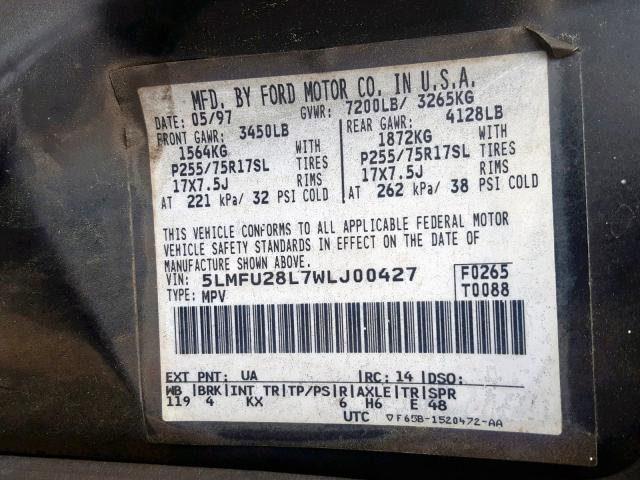 MFD. BY FORD MOTOR CO. IN U.S.A.
DATE: 05/97 GVWR: 7200LB/ 3265KG
FRONT GAWR: 3450LB REAR GAWR: 4128LB
1564KG WITH 1872KG WITH
P255/75R17SL TIRES P255/75R17SL TIRES
17X7.5J RIMS 17X7.5J RIMS
AT 221 kPa/ 32 PSI COLD AT 262 kPa/ 38 PSI COLD
THIS VEHICLE CONFORMS TO ALL APPLICABLE FEDERAL MOTOR
VEHICLE SAFETY STANDARDS IN EFFECT ON THE DATE OF
MANUFACTURE SHOWN ABOVE.
VIN: 5LMFU28L7WLJ00427 F0265
TYPE: MPV T0088
EXT PNT: UA RC: 14 DSO:
WB BRK INT TR TP/PS R AXLE TR SPR
119 4 KX 6 H6 E 48
UTC ▽F65B-1520472-AA